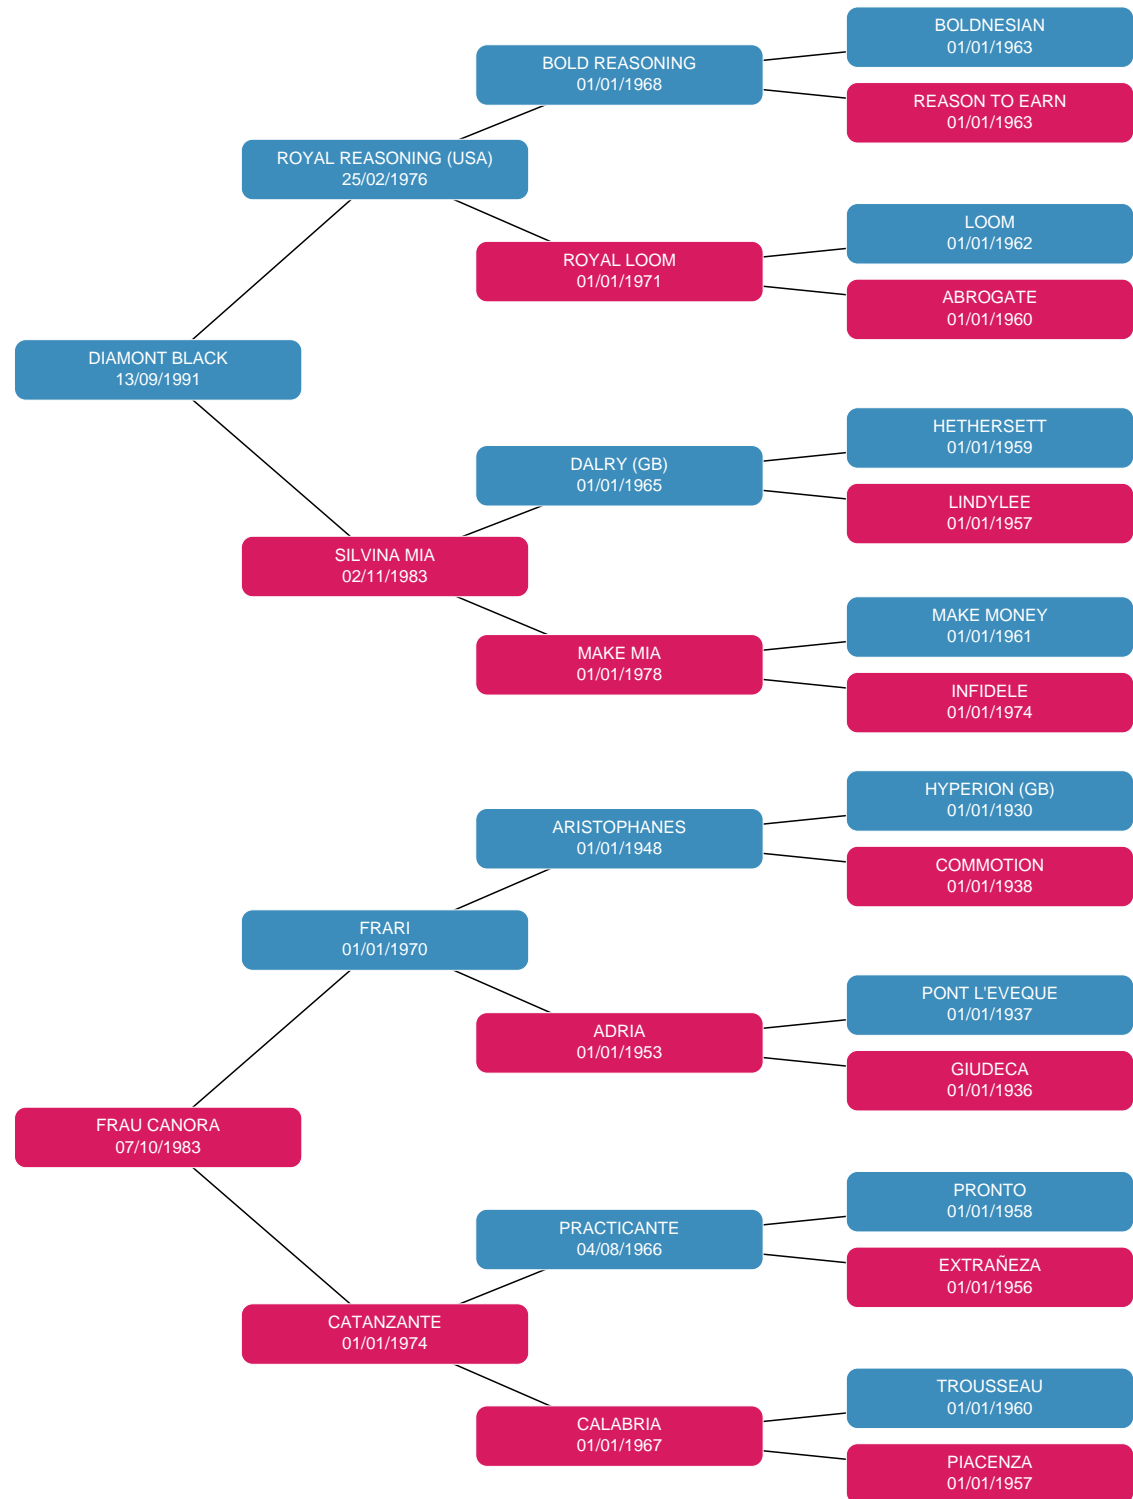 BOLDNESIAN
01/01/1963
BOLD REASONING
01/01/1968
REASON TO EARN
01/01/1963
ROYAL REASONING (USA)
25/02/1976
LOOM
01/01/1962
ROYAL LOOM
01/01/1971
ABROGATE
01/01/1960
DIAMONT BLACK
13/09/1991
HETHERSETT
01/01/1959
DALRY (GB)
01/01/1965
LINDYLEE
01/01/1957
SILVINA MIA
02/11/1983
MAKE MONEY
01/01/1961
MAKE MIA
01/01/1978
INFIDELE
01/01/1974
HYPERION (GB)
01/01/1930
ARISTOPHANES
01/01/1948
COMMOTION
01/01/1938
FRARI
01/01/1970
PONT L'EVEQUE
01/01/1937
ADRIA
01/01/1953
GIUDECA
01/01/1936
FRAU CANORA
07/10/1983
PRONTO
01/01/1958
PRACTICANTE
04/08/1966
EXTRAÑEZA
01/01/1956
CATANZANTE
01/01/1974
TROUSSEAU
01/01/1960
CALABRIA
01/01/1967
PIACENZA
01/01/1957